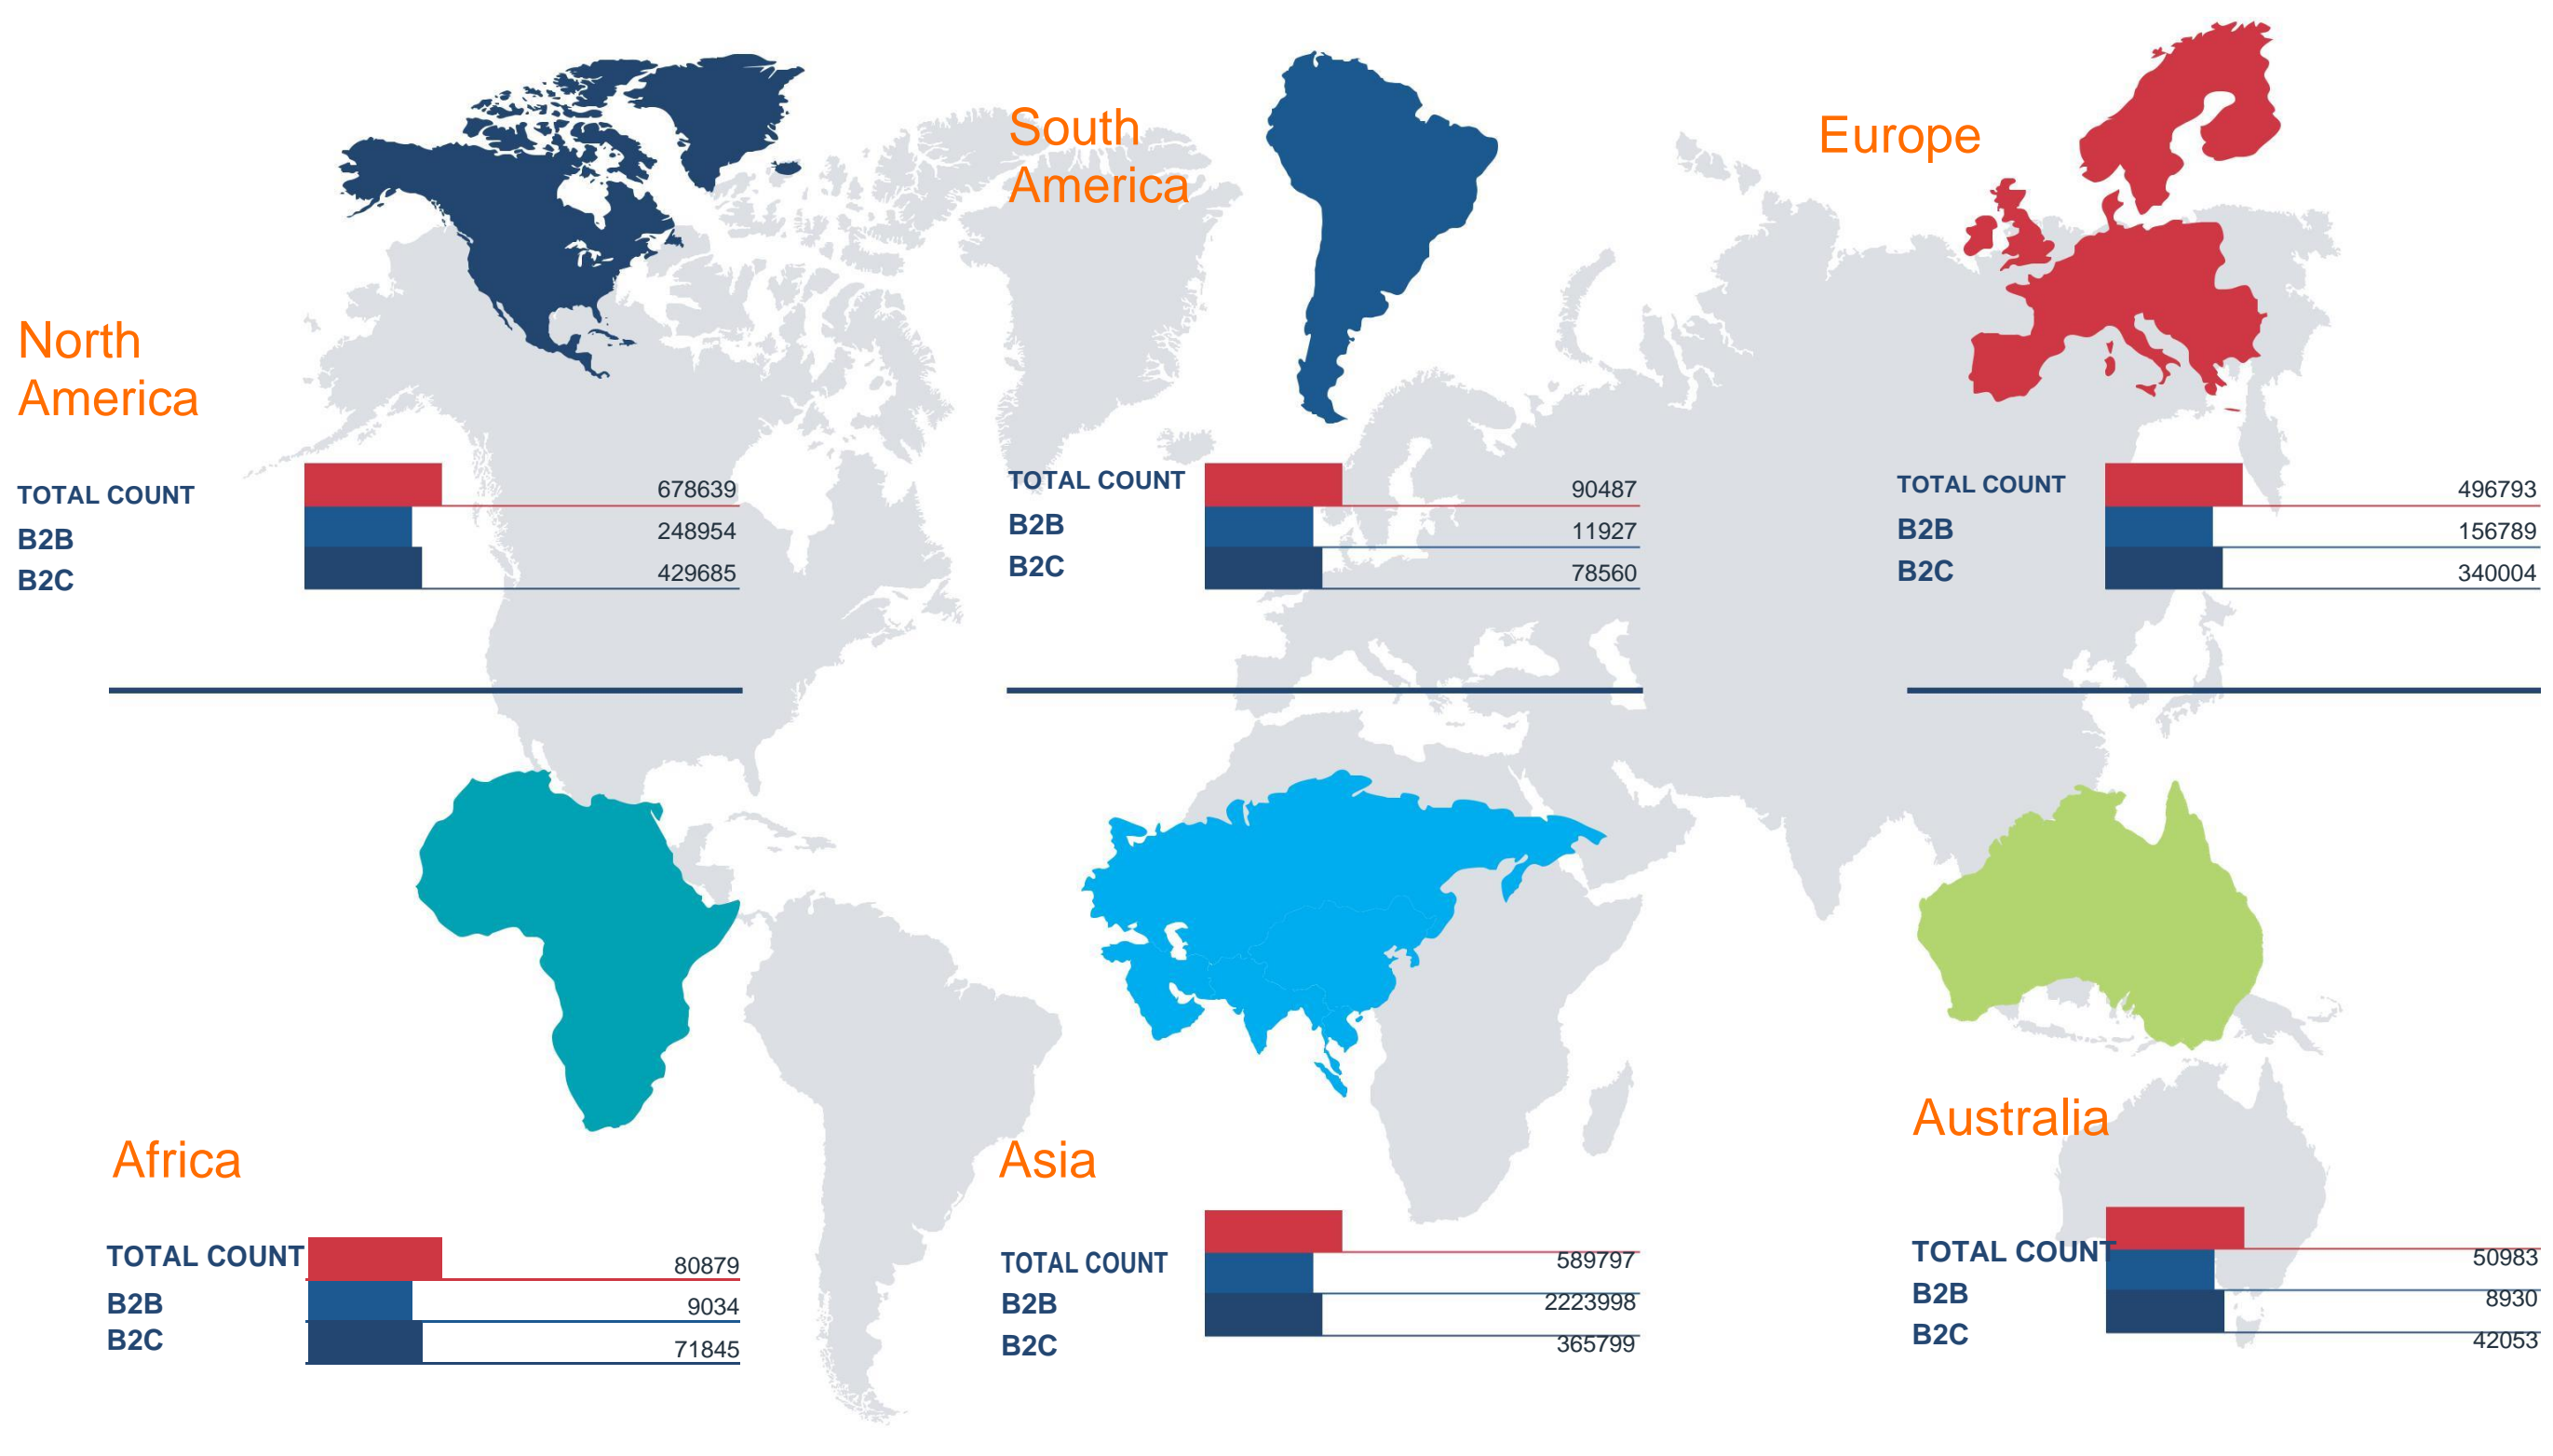 North
America
TOTAL COUNT 678639
B2B 248954
B2C 429685
South
America
TOTAL COUNT 90487
B2B 11927
B2C 78560
Europe
TOTAL COUNT 496793
B2B 156789
B2C 340004
Africa
TOTAL COUNT 80879
B2B 9034
B2C 71845
Asia
TOTAL COUNT 589797
B2B 2223998
B2C 365799
Australia
TOTAL COUNT 50983
B2B 8930
B2C 42053